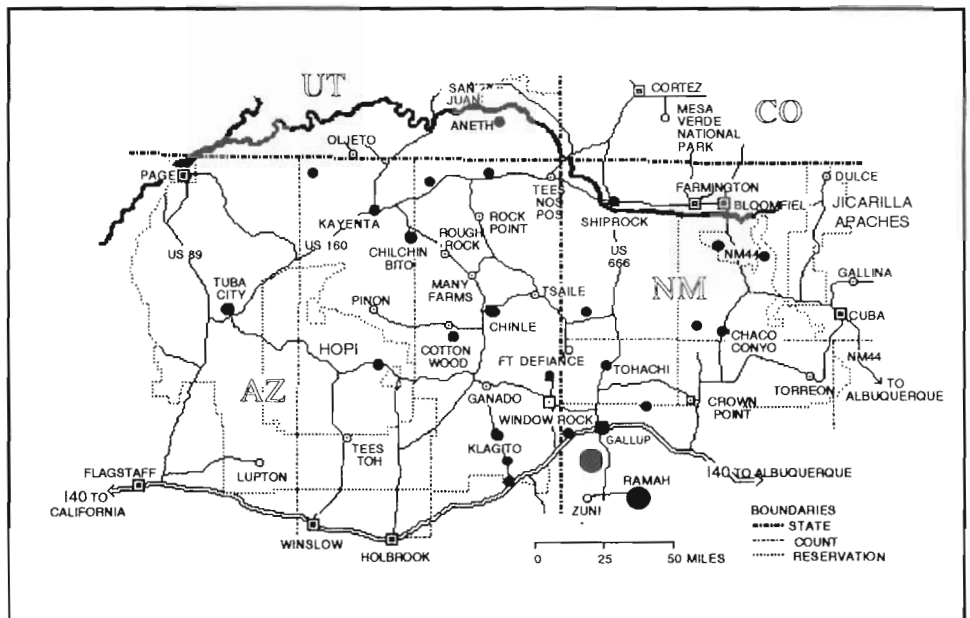 UT
SAN
JUAN
ANETH
CORTEZ
MESA
VERDE
NATIONAL
PARK
CO
OLJETO
PAGE
TEES
NOS
POS
FARMINGTON
BLOOMFIEL
DULCE
JICARILLA
APACHES
SHIPROCK
KAYENTA
ROCK
POINT
US 160
US 89
CHILCHIN
BITO
ROUGH
ROCK
US
666
NM44
GALLINA
TUBA
CITY
MANY
FARMS
TSAILE
NM
PINON
CHINLE
CUBA
HOPI
COTTON
WOOD
FT DEFIANCE
CHACO
CONYO
TOHACHI
NM44
TO
ALBUQUERQUE
AZ
GANADO
CROWN
POINT
TORREON
WINDOW ROCK
TEES
TOH
KLAGITO
GALLUP
FLAGSTAFF
LUPTON
I40 TO
CALIFORNIA
RAMAH
ZUNI
I40 TO ALBUQUERQUE
WINSLOW
HOLBROOK
0 25 50 MILES
BOUNDARIES
STATE
COUNT
RESERVATION